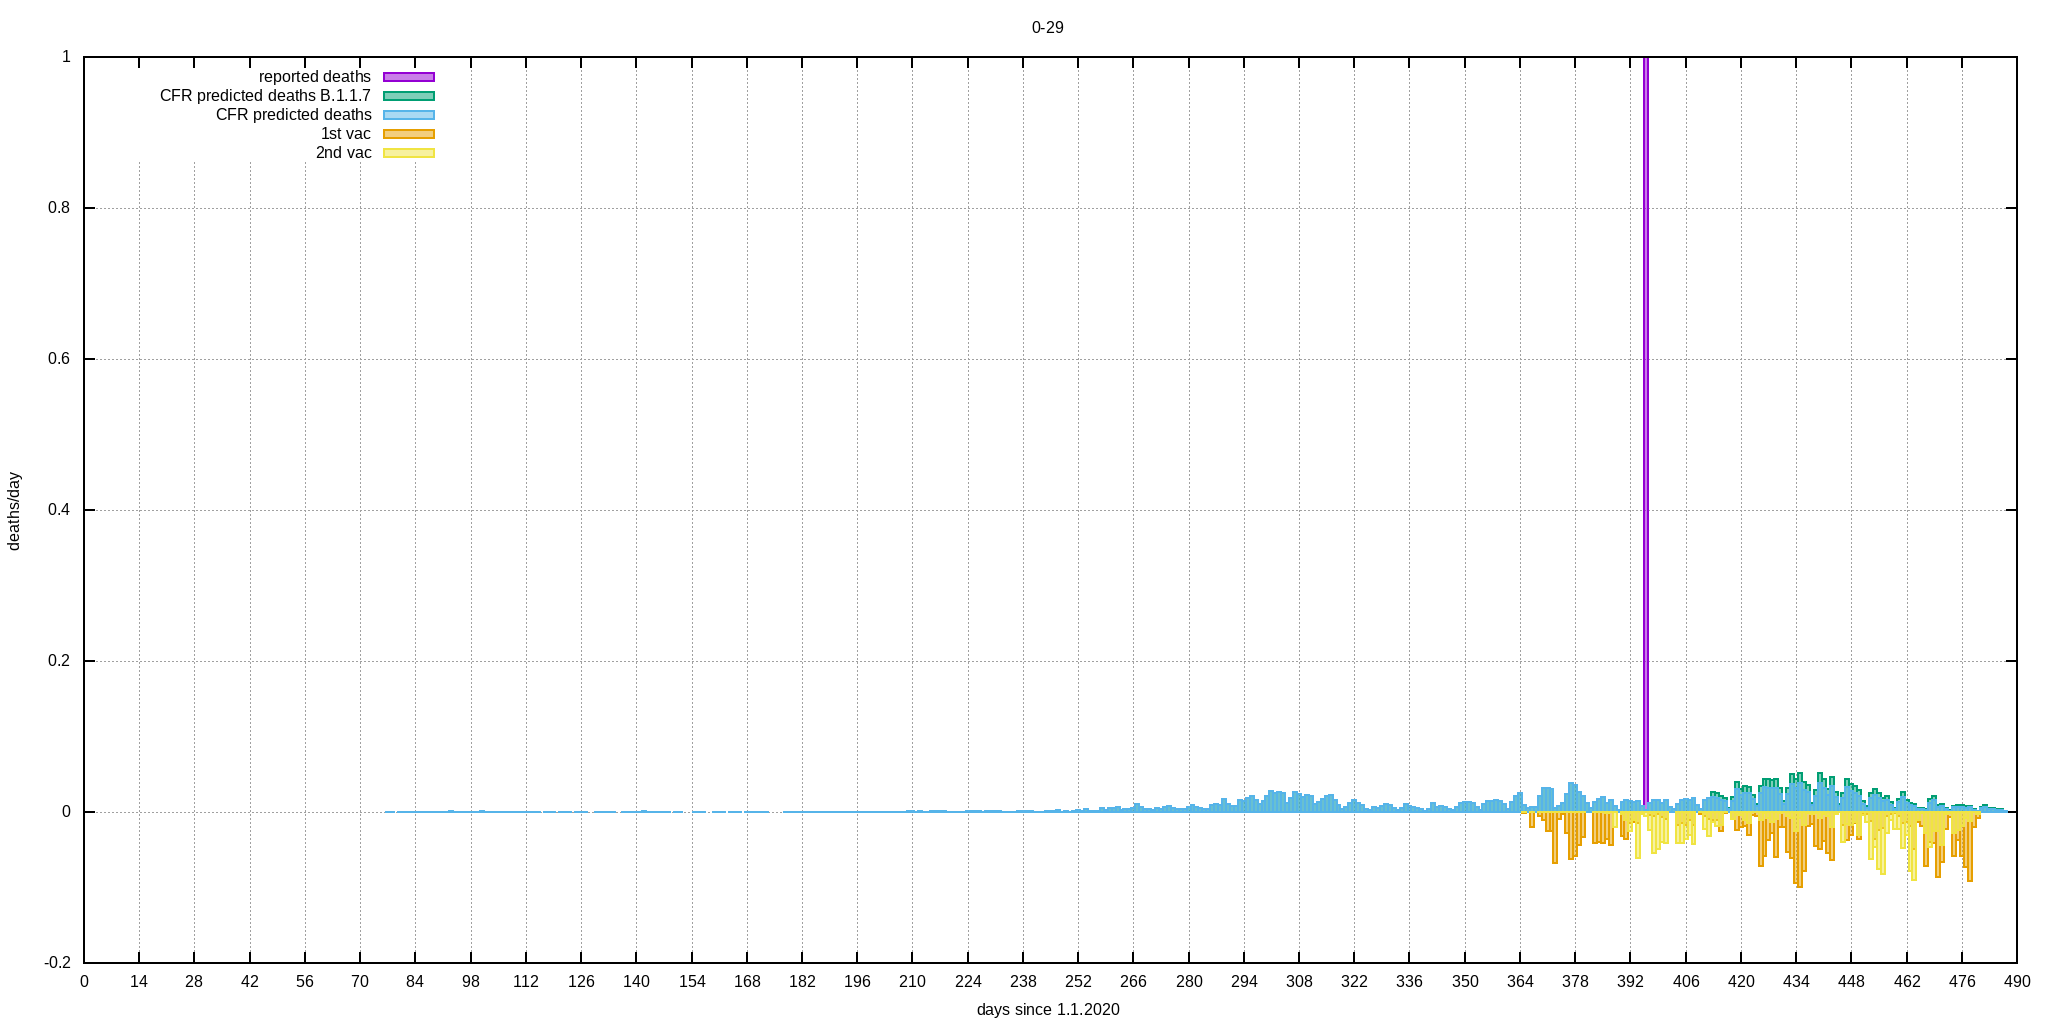 0-29
1
reported deaths
CFR predicted deaths B.1.1.7
CFR predicted deaths
1st vac
2nd vac
0.8
0.6
0.4
deaths/day
0.2
0
-0.2
0 14 28 42 56 70 84 98 112 126 140 154 168 182 196 210 224 238 252 266 280 294 308 322 336 350 364 378 392 406 420 434 448 462 476 490
days since 1.1.2020